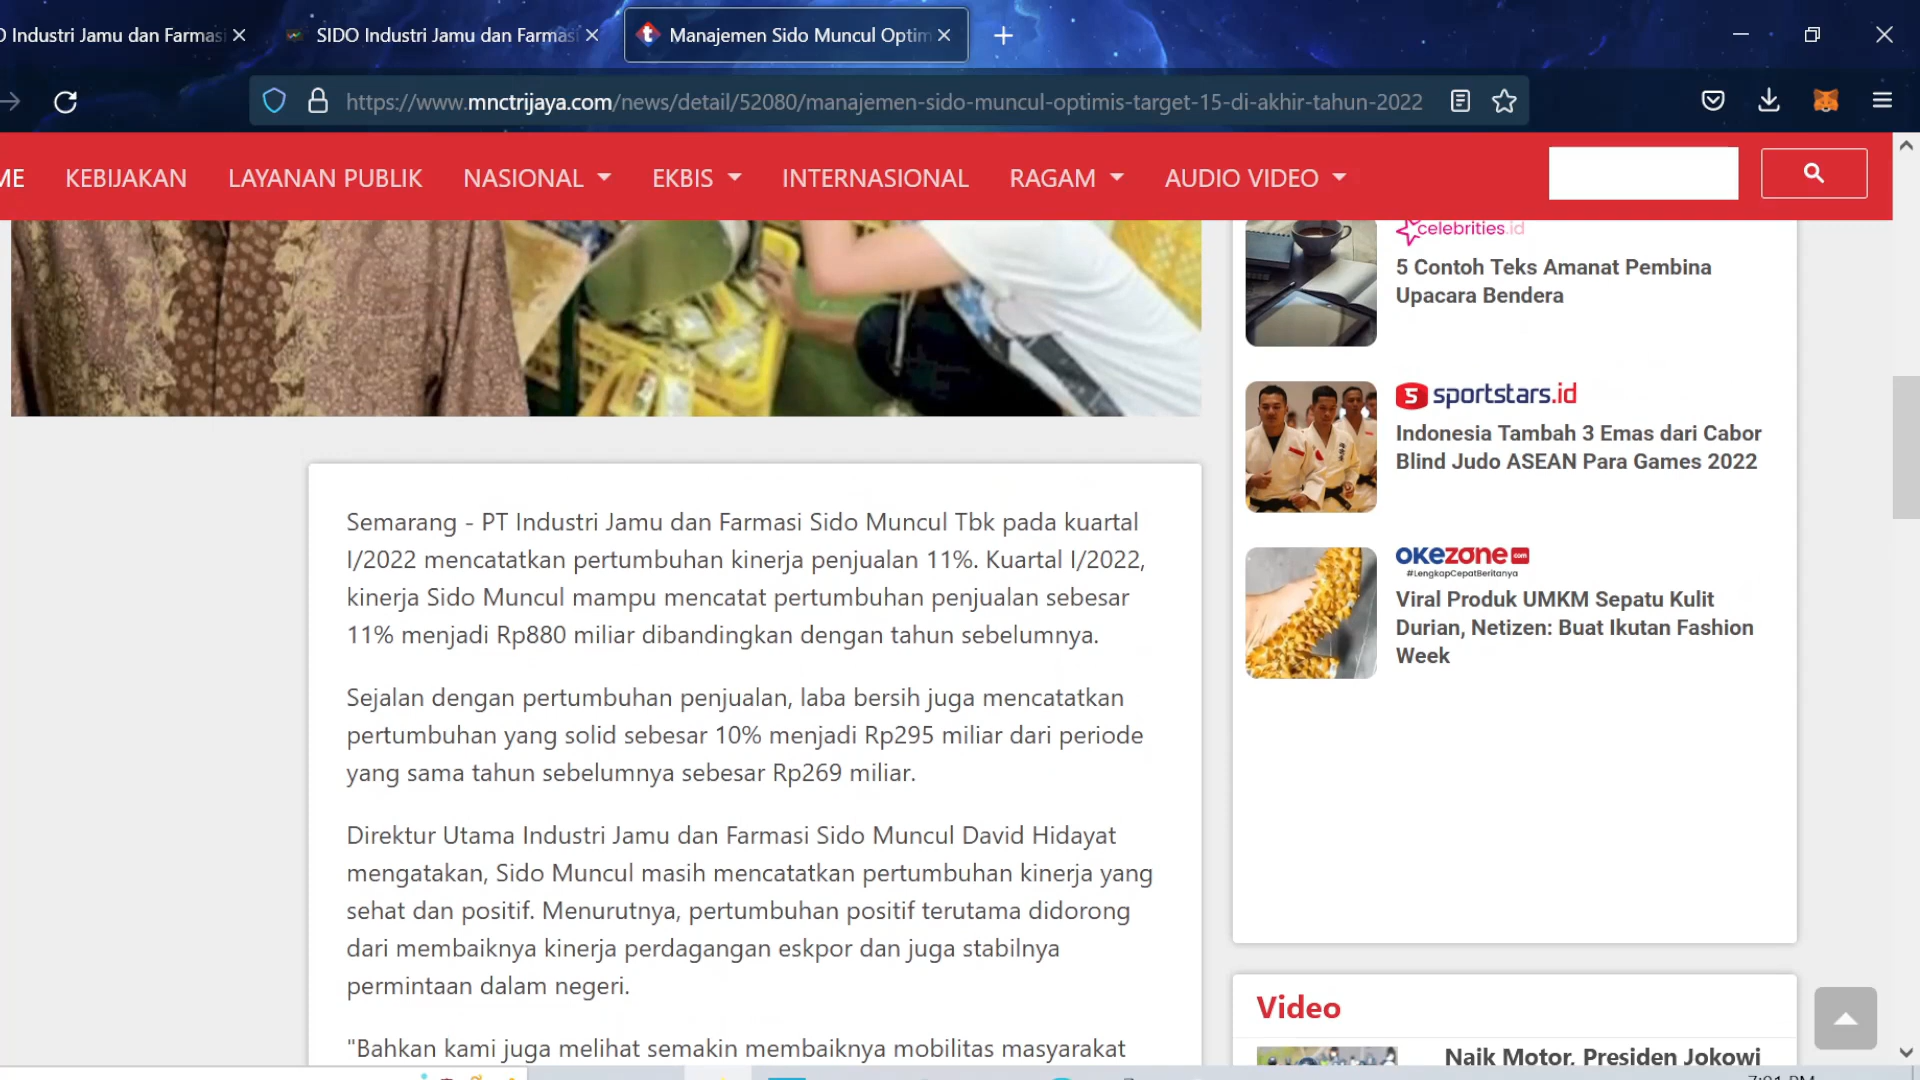 O Industri Jamu dan Farmasi
SIDO Industri Jamu dan Farmasi
Manajemen Sido Muncul Optim
https://www.mnctrijaya.com/news/detail/52080/manajemen-sido-muncul-optimis-target-15-di-akhir-tahun-2022
ME KEBIJAKAN LAYANAN PUBLIK NASIONAL EKBIS INTERNASIONAL RAGAM AUDIO VIDEO
celebrities.id
5 Contoh Teks Amanat Pembina
Upacara Bendera
sportstars.id
Indonesia Tambah 3 Emas dari Cabor
Blind Judo ASEAN Para Games 2022
okezone com
#LengkapCepatBeritanya
Viral Produk UMKM Sepatu Kulit
Durian, Netizen: Buat Ikutan Fashion
Week
Semarang - PT Industri Jamu dan Farmasi Sido Muncul Tbk pada kuartal
I/2022 mencatatkan pertumbuhan kinerja penjualan 11%. Kuartal I/2022,
kinerja Sido Muncul mampu mencatat pertumbuhan penjualan sebesar
11% menjadi Rp880 miliar dibandingkan dengan tahun sebelumnya.
Sejalan dengan pertumbuhan penjualan, laba bersih juga mencatatkan
pertumbuhan yang solid sebesar 10% menjadi Rp295 miliar dari periode
yang sama tahun sebelumnya sebesar Rp269 miliar.
Direktur Utama Industri Jamu dan Farmasi Sido Muncul David Hidayat
mengatakan, Sido Muncul masih mencatatkan pertumbuhan kinerja yang
sehat dan positif. Menurutnya, pertumbuhan positif terutama didorong
dari membaiknya kinerja perdagangan eskpor dan juga stabilnya
permintaan dalam negeri.
"Bahkan kami juga melihat semakin membaiknya mobilitas masyarakat
Video
Naik Motor, Presiden Jokowi